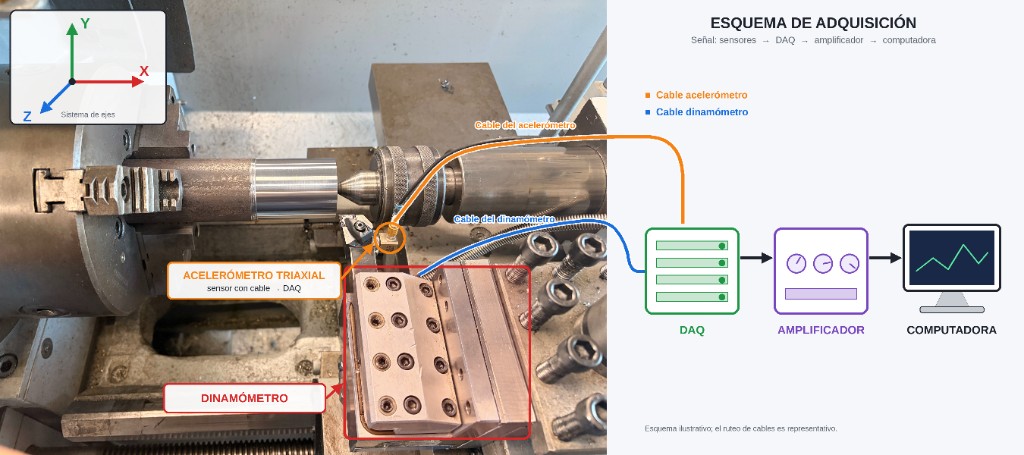 Y
X
Z
Sistema de ejes
Cable del acelerómetro
Cable del dinamómetro
ACELERÓMETRO TRIAXIAL
sensor con cable → DAQ
DINAMÓMETRO
ESQUEMA DE ADQUISICIÓN
Señal: sensores → DAQ → amplificador → computadora
Cable acelerómetro
Cable dinamómetro
DAQ
AMPLIFICADOR
COMPUTADORA
Esquema ilustrativo; el ruteo de cables es representativo.